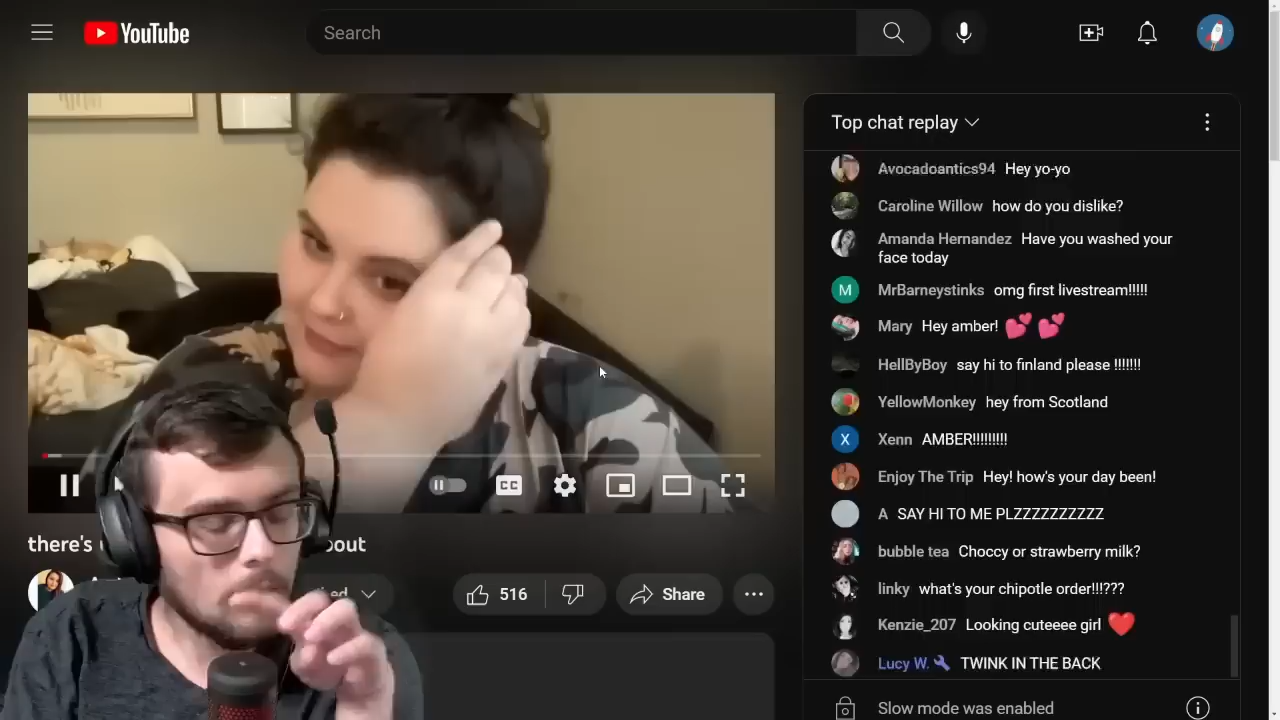 YouTube
Search
Top chat replay
Avocadoantics94 Hey yo-yo
Caroline Willow how do you dislike?
Amanda Hernandez Have you washed your
face today
M MrBarneystinks omg first livestream!!!!!
Mary Hey amber! 💕 💕
HellByBoy say hi to finland please !!!!!!!
YellowMonkey hey from Scotland
X Xenn AMBER!!!!!!!!!
Enjoy The Trip Hey! how's your day been!
A SAY HI TO ME PLZZZZZZZZZZ
bubble tea Choccy or strawberry milk?
linky what's your chipotle order!!!???
Kenzie_207 Looking cuteeee girl ❤️
Lucy W. 🔧 TWINK IN THE BACK
Slow mode was enabled
CC
there's
516
Share